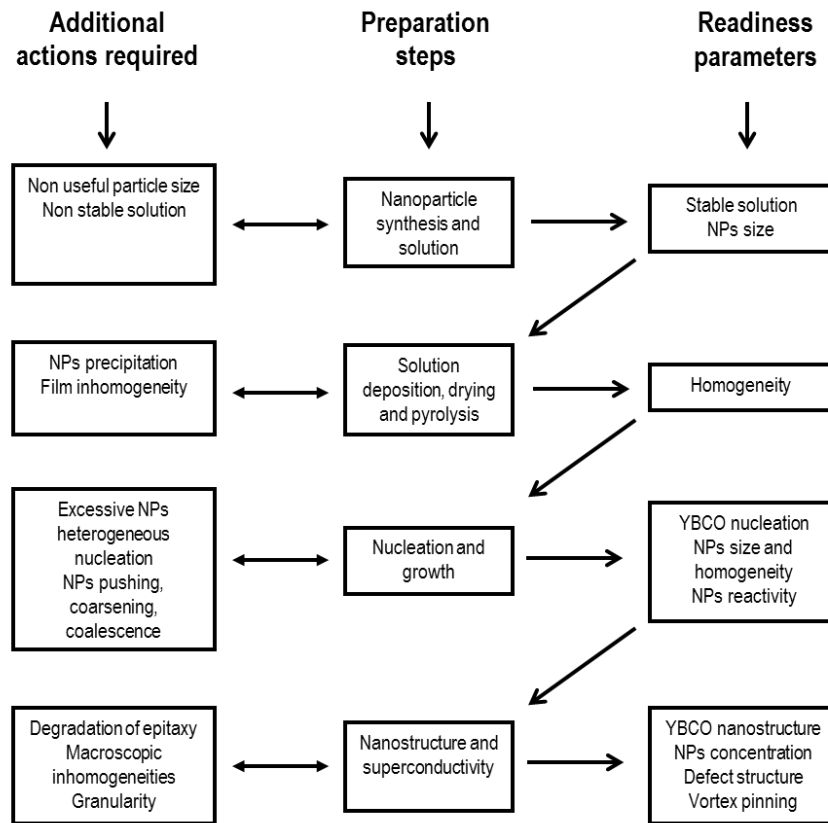 Additional
actions required
Preparation
steps
Readiness
parameters
Non useful particle size
Non stable solution
Nanoparticle
synthesis and
solution
Stable solution
NPs size
NPs precipitation
Film inhomogeneity
Solution
deposition, drying
and pyrolysis
Homogeneity
Excessive NPs
heterogeneous
nucleation
NPs pushing,
coarsening,
coalescence
Nucleation and
growth
YBCO nucleation
NPs size and
homogeneity
NPs reactivity
Degradation of epitaxy
Macroscopic
inhomogeneities
Granularity
Nanostructure and
superconductivity
YBCO nanostructure
NPs concentration
Defect structure
Vortex pinning